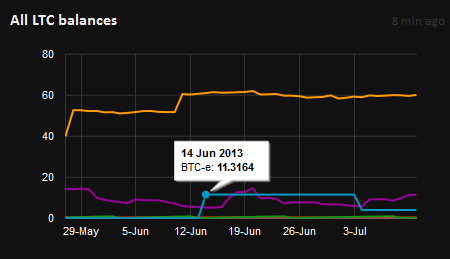 All LTC balances
8 min ago
80
60
40
20
0
14 Jun 2013
BTC-e: 11.3164
29-May
5-Jun
12-Jun
19-Jun
26-Jun
3-Jul